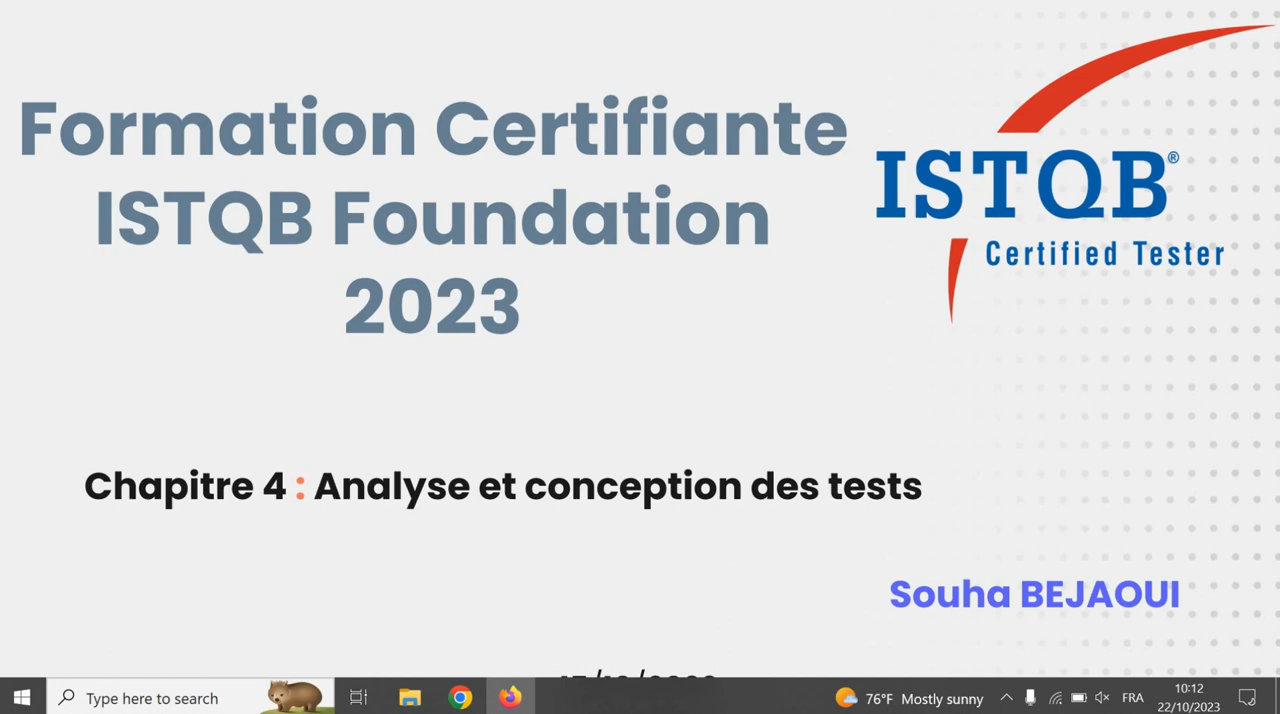 Formation Certifiante
ISTQB Foundation
2023
ISTQB®
Certified Tester
Chapitre 4 : Analyse et conception des tests
Souha BEJAOUI
Type here to search
76°F Mostly sunny
FRA
10:12
22/10/2023